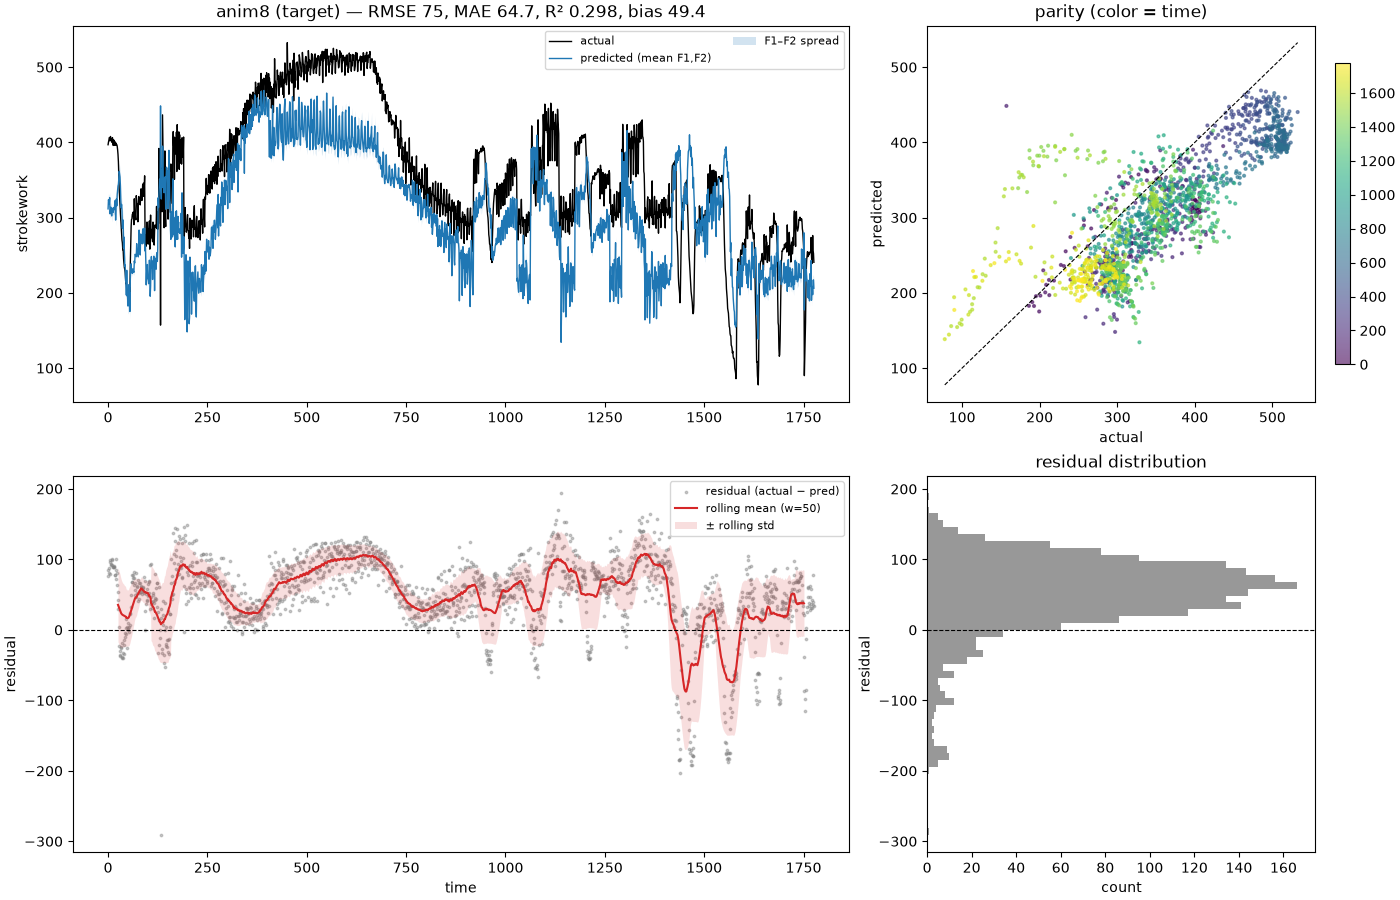 anim8 (target) — RMSE 75, MAE 64.7, R² 0.298, bias 49.4
actual
predicted (mean F1,F2)
F1–F2 spread
strokework
500
400
300
200
100
0 250 500 750 1000 1250 1500 1750
parity (color = time)
predicted
500
400
300
200
100
100 200 300 400 500
actual
1600
1400
1200
1000
800
600
400
200
0
residual (actual − pred)
rolling mean (w=50)
± rolling std
residual
200
100
0
−100
−200
−300
0 250 500 750 1000 1250 1500 1750
time
residual distribution
residual
200
100
0
−100
−200
−300
0 20 40 60 80 100 120 140 160
count